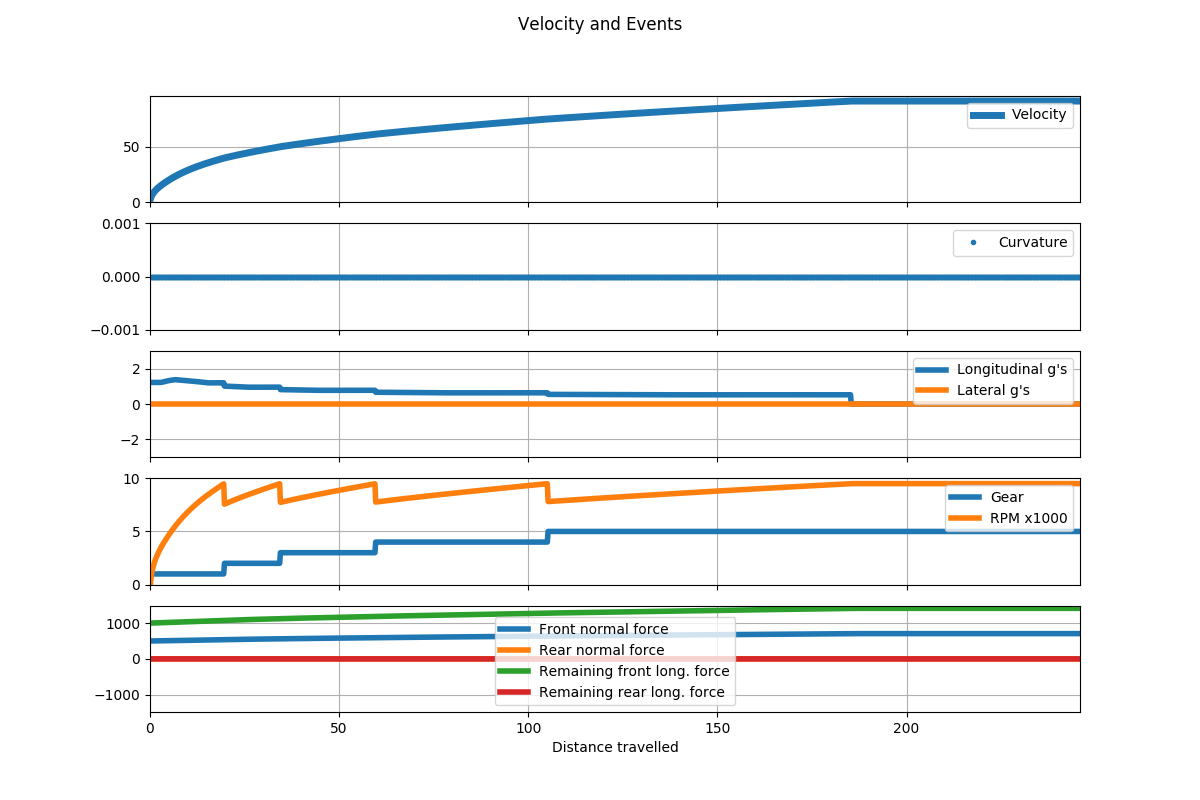 Velocity and Events
50
0
Velocity
0.001
0.000
−0.001
Curvature
2
0
−2
Longitudinal g's
Lateral g's
10
5
0
Gear
RPM x1000
1000
0
−1000
Front normal force
Rear normal force
Remaining front long. force
Remaining rear long. force
0 50 100 150 200
Distance travelled